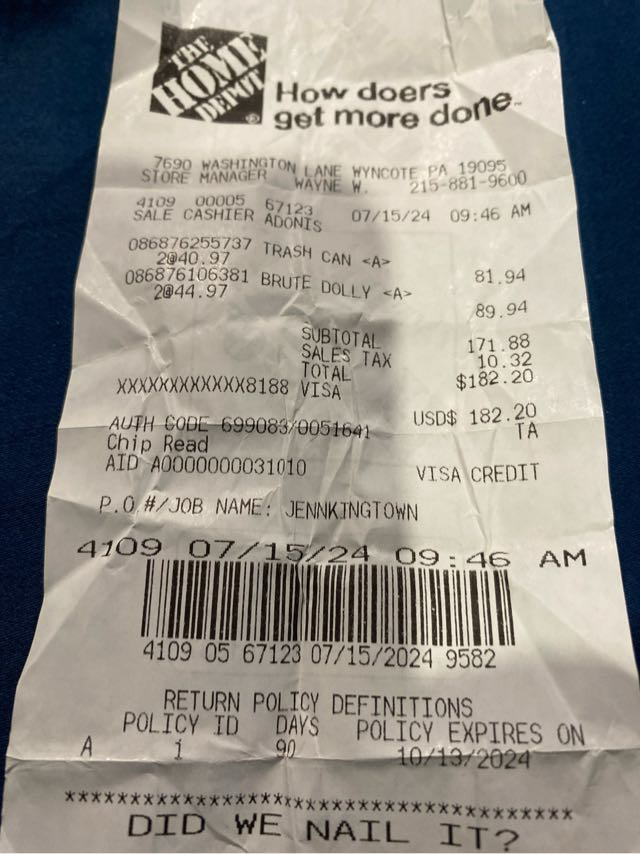 THE
HOME
DEPOT
How doers
get more done™
7690 WASHINGTON LANE WYNCOTE,PA 19095
STORE MANAGER WAYNE W. 215-881-9600
4109 00005 67123 07/15/24 09:46 AM
SALE CASHIER ADONIS
086876255737 TRASH CAN <A>
2@40.97 81.94
086876106381 BRUTE DOLLY <A>
2@44.97 89.94
SUBTOTAL 171.88
SALES TAX 10.32
TOTAL $182.20
XXXXXXXXXXXX8188 VISA
USD$ 182.20
AUTH CODE 699083/0051641 TA
Chip Read
AID A0000000031010 VISA CREDIT
P.O.#/JOB NAME: JENNKINGTOWN
4109 07/15/24 09:46 AM
4109 05 67123 07/15/2024 9582
RETURN POLICY DEFINITIONS
POLICY ID DAYS POLICY EXPIRES ON
A 1 90 10/13/2024
***************************************
DID WE NAIL IT?